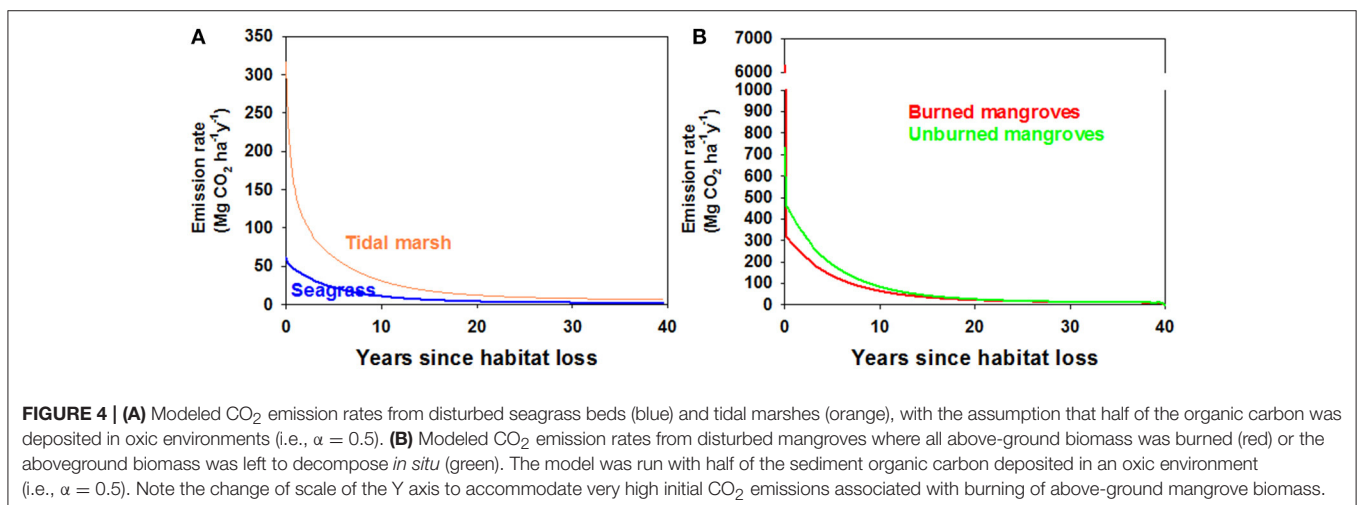 A
350
300
250
200
150
100
50
0
Emission rate
(Mg CO₂ ha⁻¹y⁻¹)
Tidal marsh
Seagrass
0 10 20 30 40
Years since habitat loss
B
7000
6000
1000
900
800
700
600
500
400
300
200
100
0
Emission rate
(Mg CO₂ ha⁻¹y⁻¹)
Burned mangroves
Unburned mangroves
0 10 20 30 40
Years since habitat loss
FIGURE 4 | (A) Modeled CO₂ emission rates from disturbed seagrass beds (blue) and tidal marshes (orange), with the assumption that half of the organic carbon was
deposited in oxic environments (i.e., α = 0.5). (B) Modeled CO₂ emission rates from disturbed mangroves where all above-ground biomass was burned (red) or the
aboveground biomass was left to decompose in situ (green). The model was run with half of the sediment organic carbon deposited in an oxic environment
(i.e., α = 0.5). Note the change of scale of the Y axis to accommodate very high initial CO₂ emissions associated with burning of above-ground mangrove biomass.